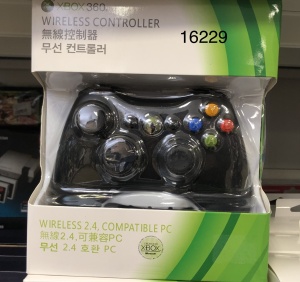 XBOX360
WIRELESS CONTROLLER
無線控制器
무선 컨트롤러
16229
WIRELESS 2.4, COMPATIBLE PC
無線2.4,可兼容PC
무선 2.4 호환 PC
XBOX